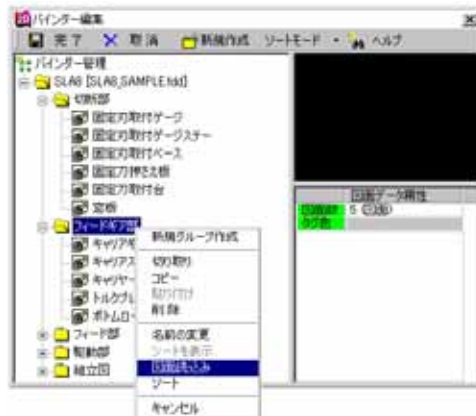 バインダー編集
完了 取消 新規作成 ソートモード ヘルプ
バインダー管理
SLA8 [SLA8_SAMPLE.tdd]
切断部
固定刃取付ゲージ
固定刃取付ゲージステー
固定刃取付ベース
固定刃押さえ板
固定刃取付台
窓板
フィードギア部
キャリア
キャリアス
キャリヤー
トルクブレ
ボトムロー
フィード部
駆動部
組立図
新規グループ作成
切り取り
コピー
貼り付け
削除
名前の変更
シートを表示
図面読込み
ソート
キャンセル
図面データ属性
5 (図面)